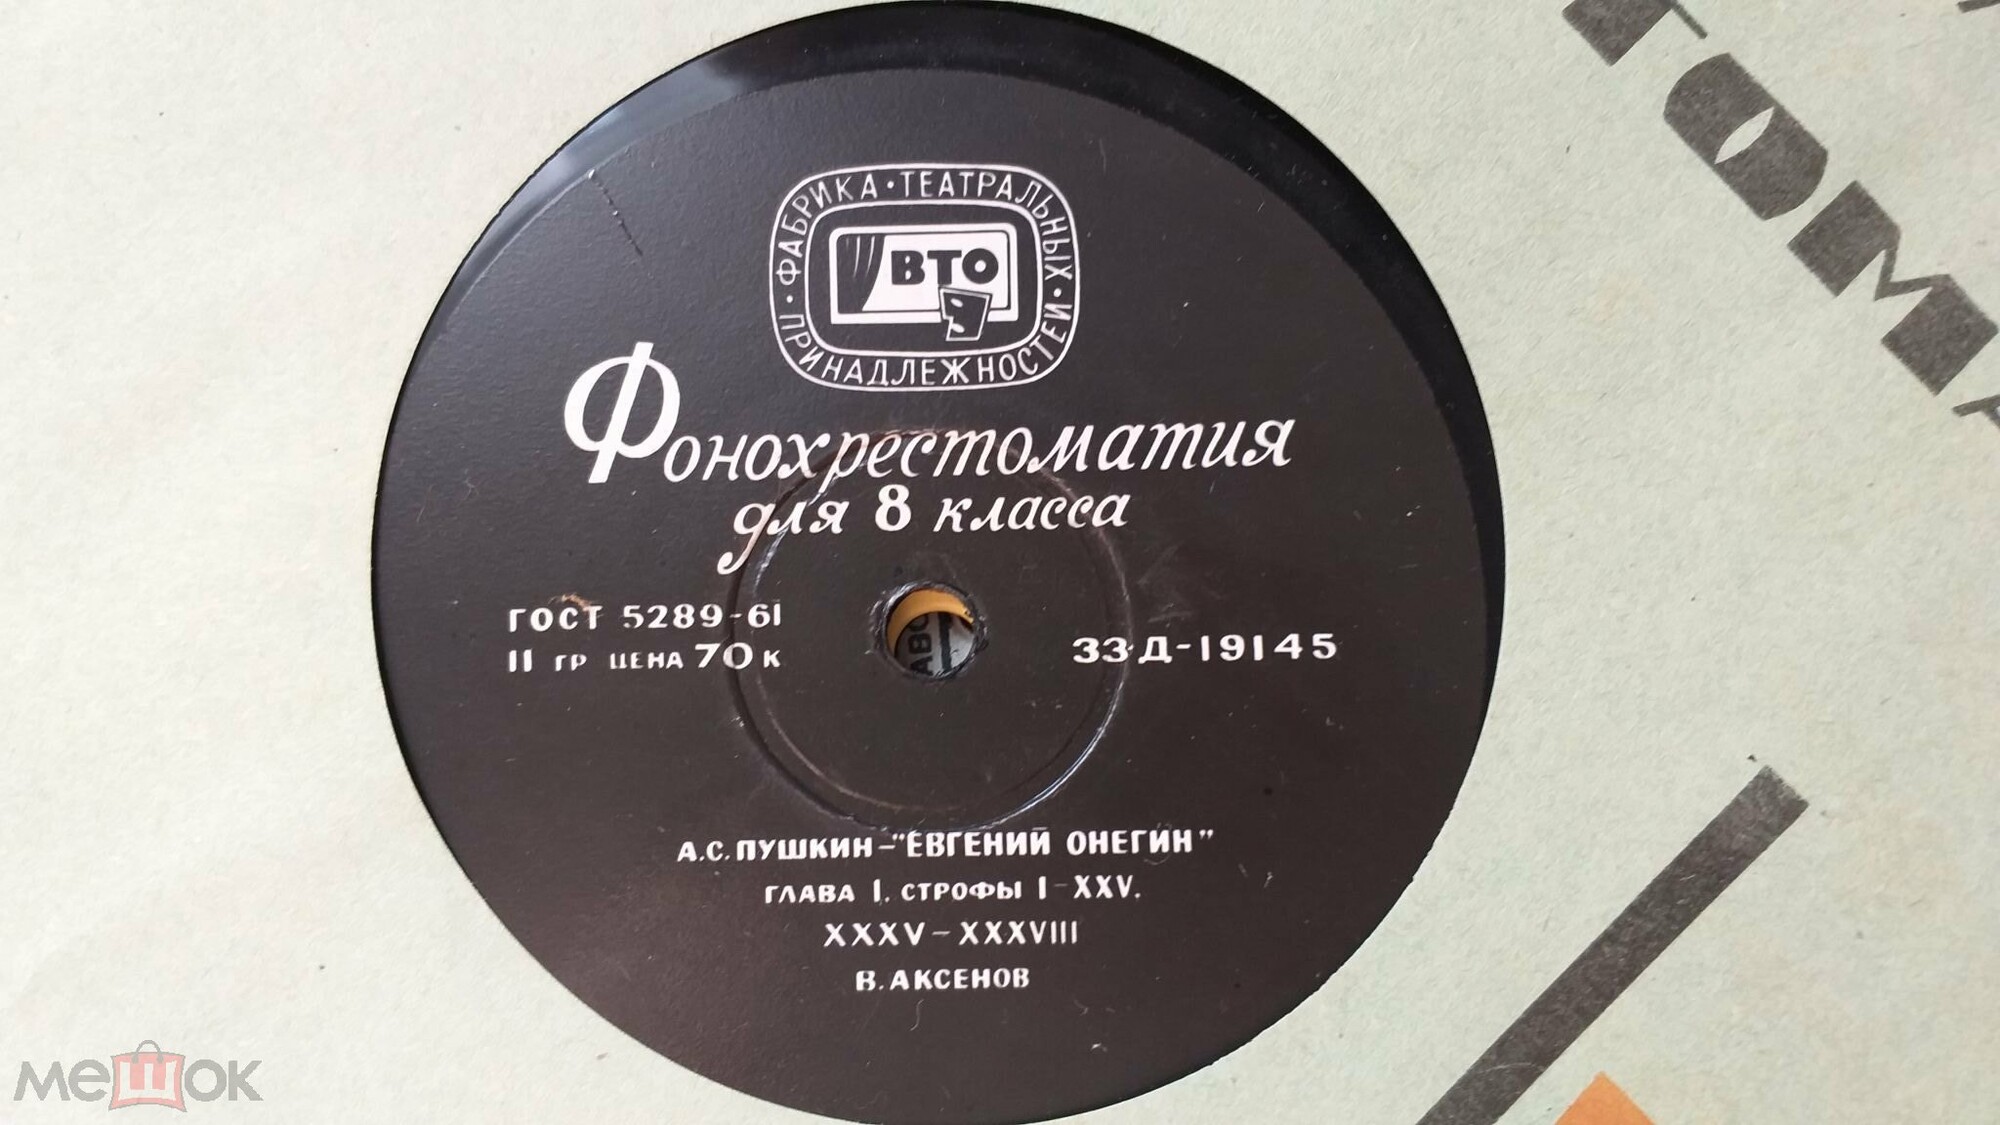 ФАБРИКА · ТЕАТРАЛЬНЫХ · ПРИНАДЛЕЖНОСТЕЙ ·
ВТО
Фонохрестоматия
для 8 класса
ГОСТ 5289-61
II ГР ЦЕНА 70 К
33Д-19145
А.С. ПУШКИН-"ЕВГЕНИЙ ОНЕГИН"
ГЛАВА I. СТРОФЫ I-XXV.
XXXV-XXXVIII
В. АКСЕНОВ
мешок